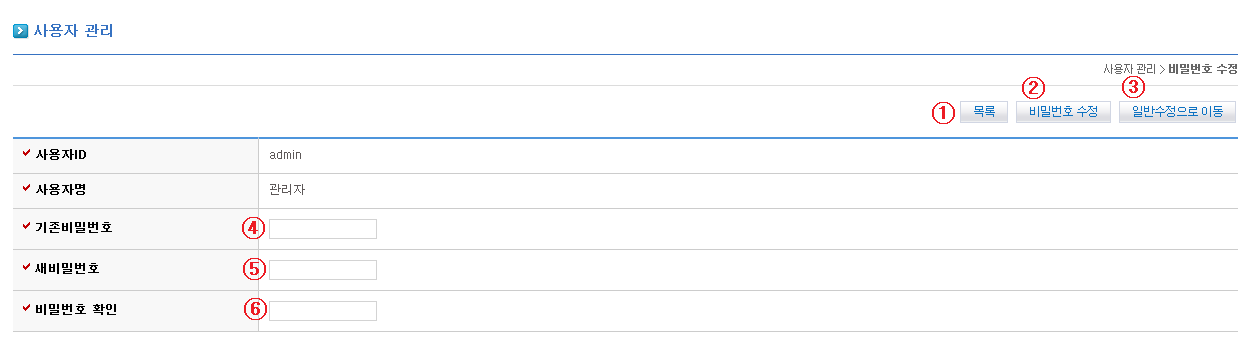 사용자 관리
사용자 관리 > 비밀번호 수정
① 목록 ② 비밀번호 수정 ③ 일반수정으로 이동
사용자ID admin
사용자명 관리자
기존비밀번호 ④
새비밀번호 ⑤
비밀번호 확인 ⑥